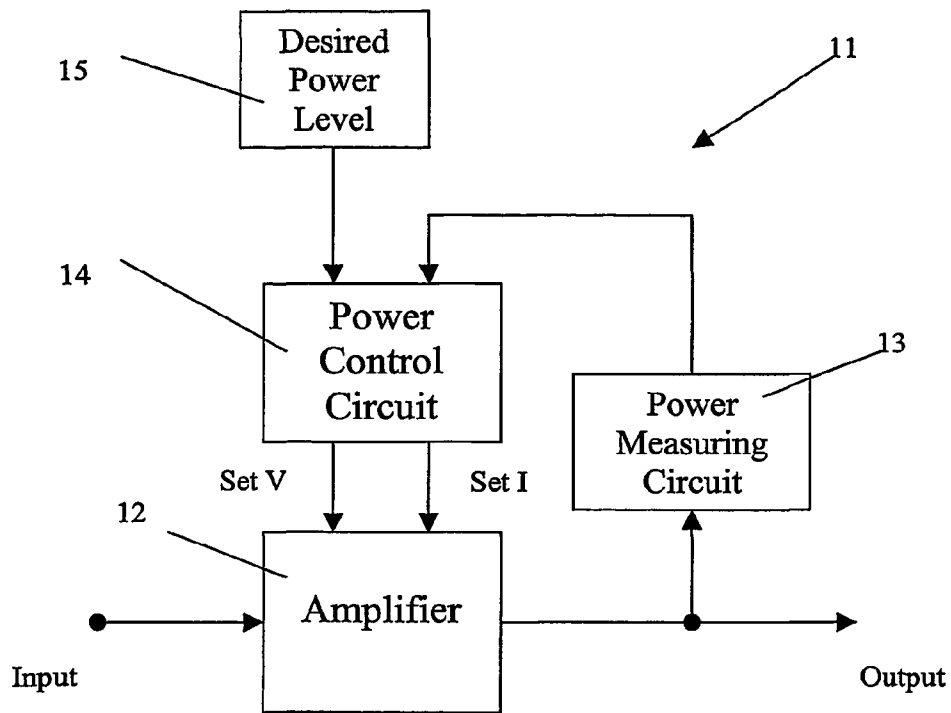 Desired
Power
Level
15
11
14
Power
Control
Circuit
13
Power
Measuring
Circuit
Set V
Set I
12
Amplifier
Input
Output